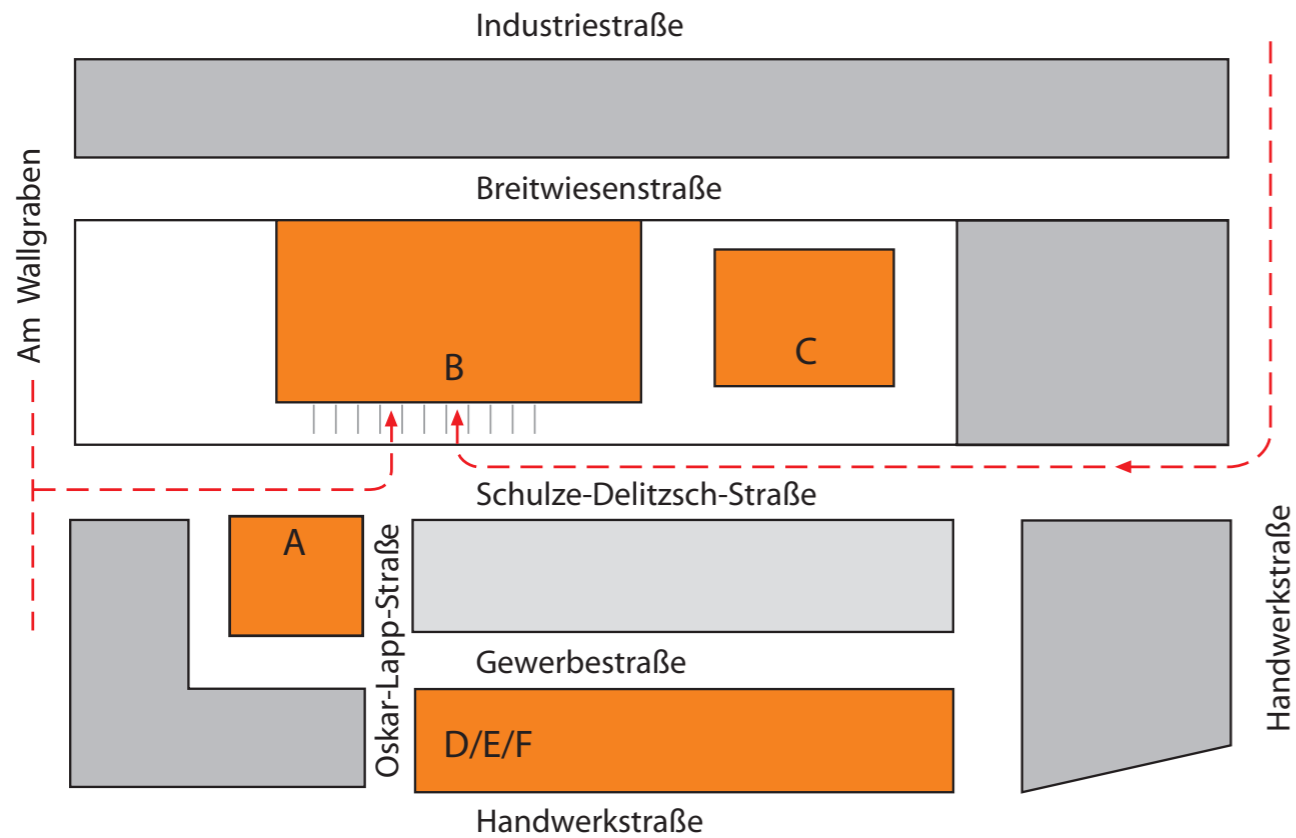 Industriestraße
Breitwiesenstraße
Am Wallgraben
B
C
Schulze-Delitzsch-Straße
A
Oskar-Lapp-Straße
Handwerkstraße
Gewerbestraße
D/E/F
Handwerkstraße